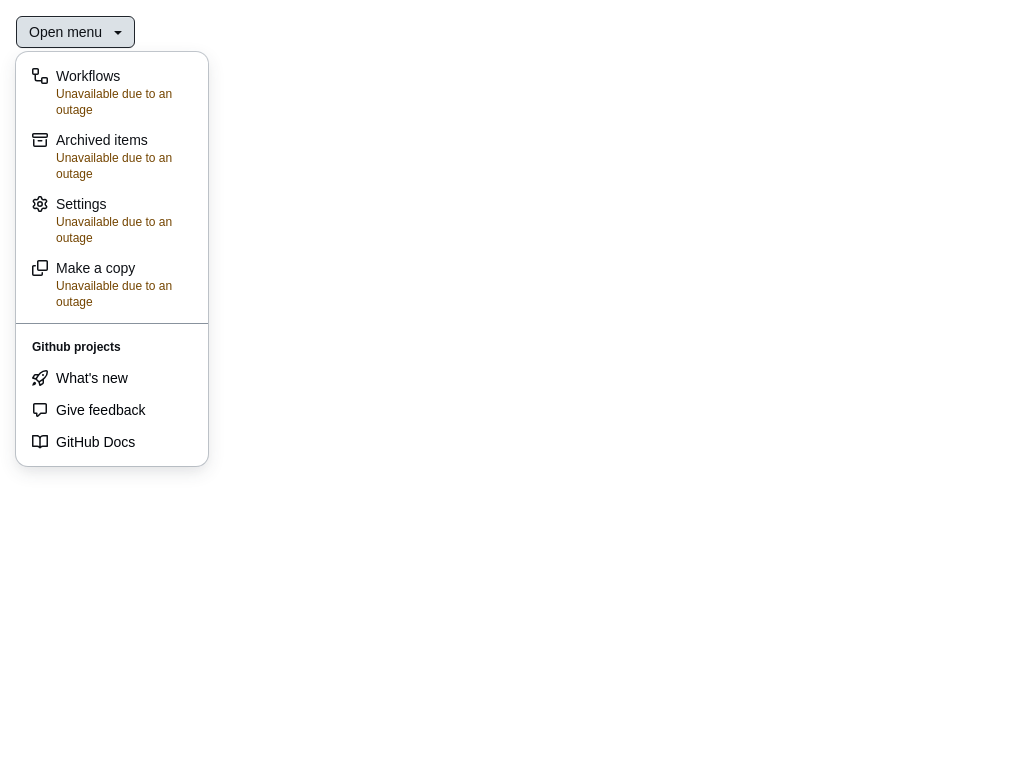 Open menu
Workflows
Unavailable due to an
outage
Archived items
Unavailable due to an
outage
Settings
Unavailable due to an
outage
Make a copy
Unavailable due to an
outage
Github projects
What's new
Give feedback
GitHub Docs